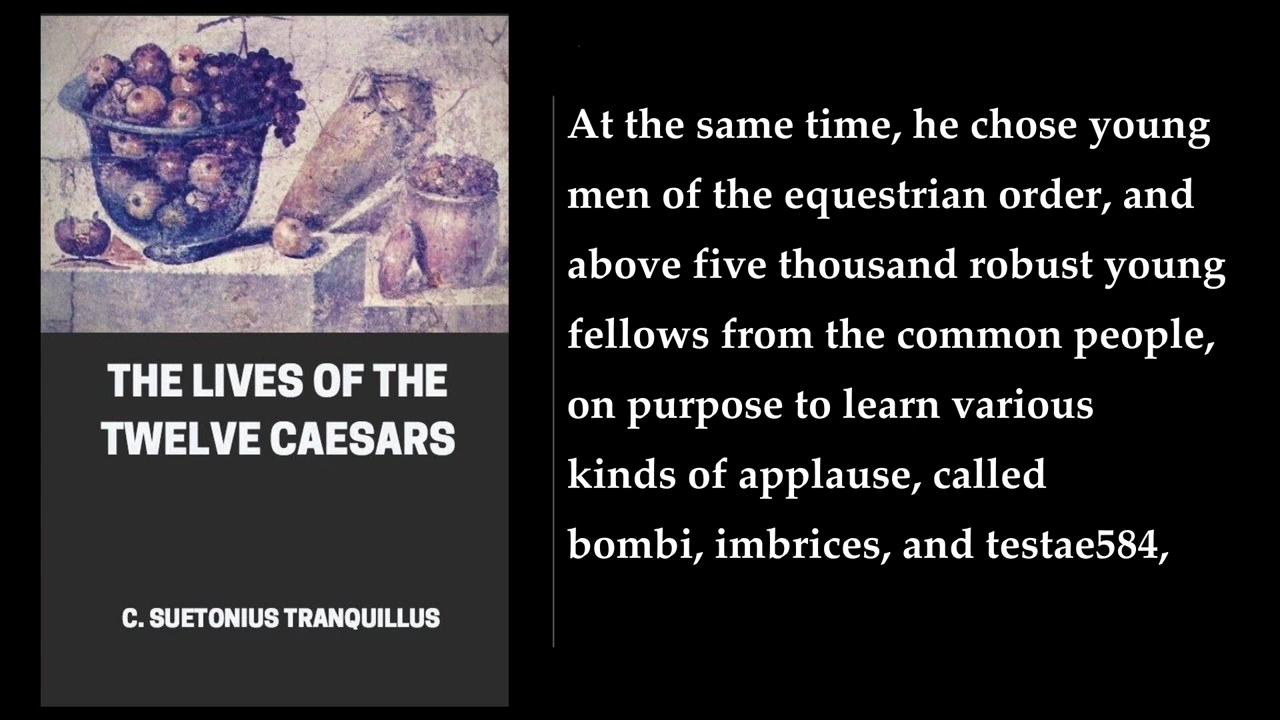 THE LIVES OF THE
TWELVE CAESARS
C. SUETONIUS TRANQUILLUS
At the same time, he chose young
men of the equestrian order, and
above five thousand robust young
fellows from the common people,
on purpose to learn various
kinds of applause, called
bombi, imbrices, and testae584,